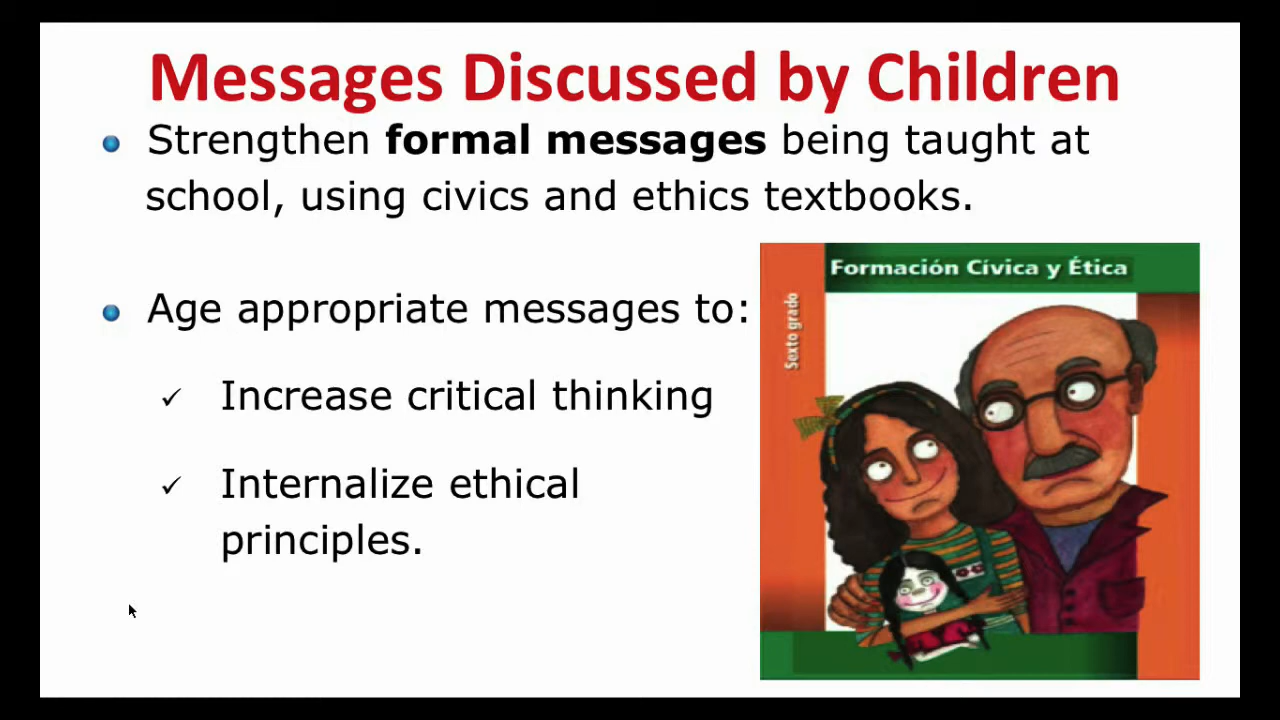 Messages Discussed by Children
Strengthen formal messages being taught at
school, using civics and ethics textbooks.
Formación Cívica y Ética
Sexto grado
Age appropriate messages to:
Increase critical thinking
Internalize ethical
principles.